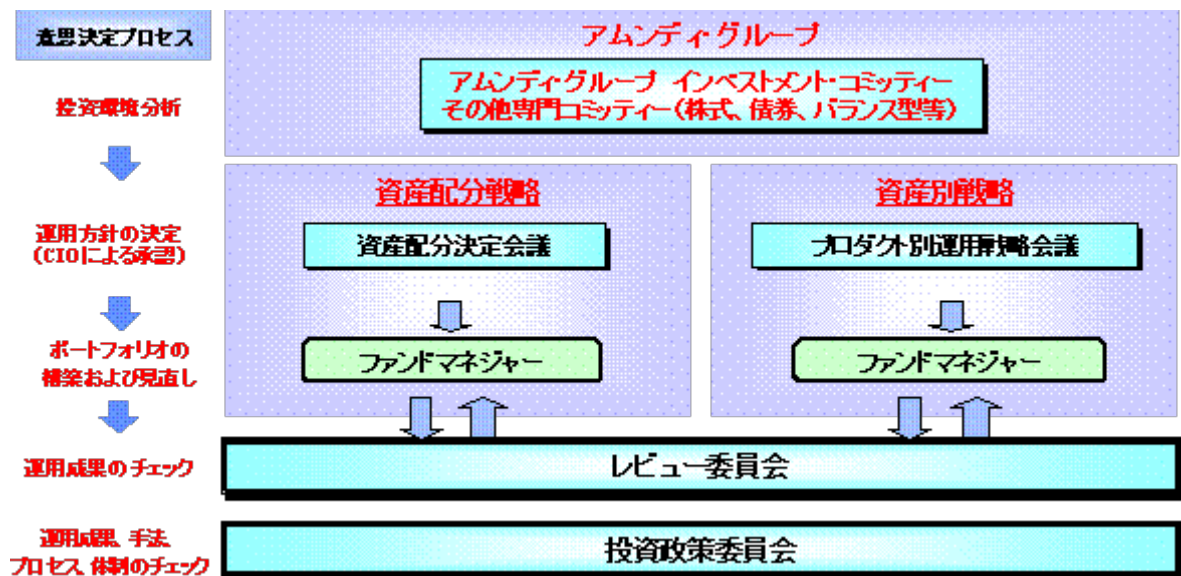 意思決定プロセス
アムンディ・グループ
アムンディ・グループ インベストメント・コミッティー
その他専門コミッティー(株式、債券、バランス型等)
投資環境分析
資産配分戦略
資産別戦略
運用方針の決定
(CIOによる承認)
資産配分決定会議
プロダクト別運用戦略会議
ポートフォリオの
構築および見直し
ファンドマネジャー
ファンドマネジャー
運用成果のチェック
レビュー委員会
運用成果、手法、
プロセス、体制のチェック
投資政策委員会